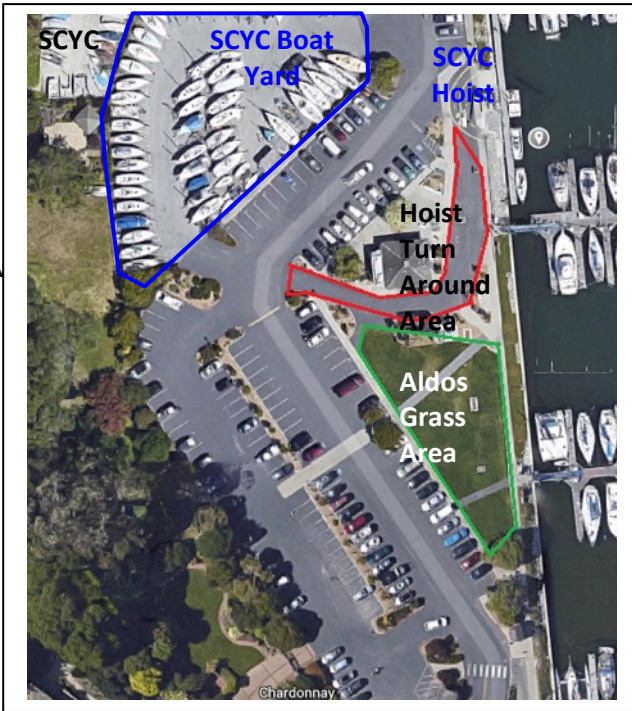 SCYC
SCYC Boat
Yard
SCYC
Hoist
Hoist
Turn
Around
Area
Aldos
Grass
Area
Chardonnay